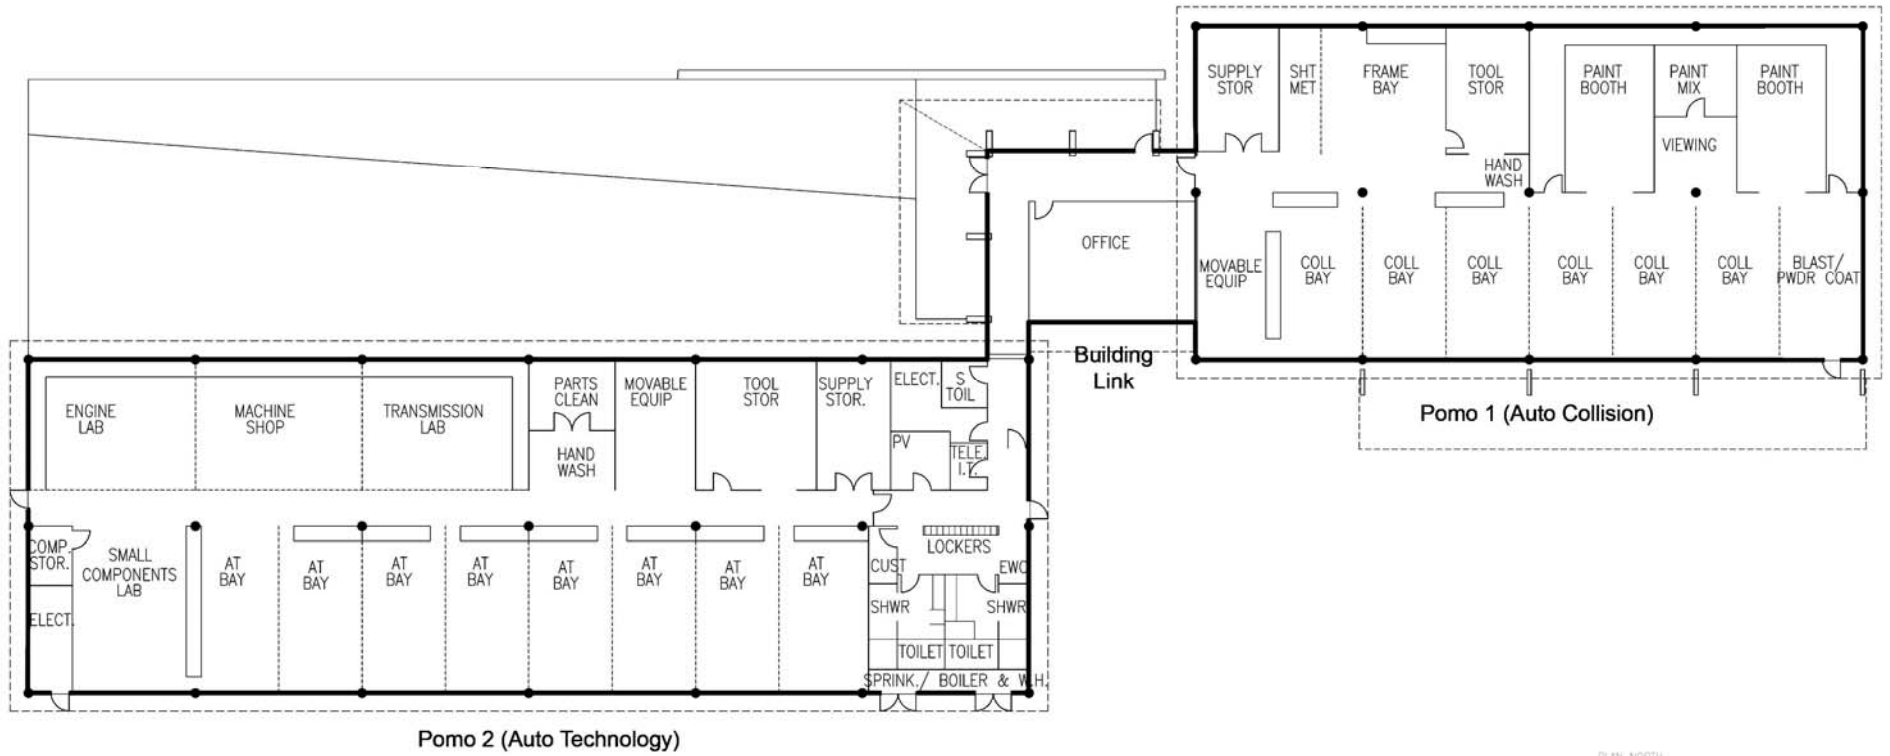 SUPPLY
STOR
SHT
MET
FRAME
BAY
TOOL
STOR
PAINT
BOOTH
PAINT
MIX
PAINT
BOOTH
VIEWING
HAND
WASH
OFFICE
MOVABLE
EQUIP
COLL
BAY
COLL
BAY
COLL
BAY
COLL
BAY
COLL
BAY
COLL
BAY
BLAST/
PWDR COAT
Building
Link
Pomo 1 (Auto Collision)
ENGINE
LAB
MACHINE
SHOP
TRANSMISSION
LAB
PARTS
CLEAN
HAND
WASH
MOVABLE
EQUIP
TOOL
STOR
SUPPLY
STOR.
ELECT.
S
TOIL
PV
TELE.
I.T.
COMP.
STOR.
SMALL
COMPONENTS
LAB
ELECT.
AT
BAY
AT
BAY
AT
BAY
AT
BAY
AT
BAY
AT
BAY
AT
BAY
AT
BAY
LOCKERS
CUST
EWC
SHWR
SHWR
TOILET
TOILET
SPRINK./ BOILER & W.H.
Pomo 2 (Auto Technology)
PLAN NORTH